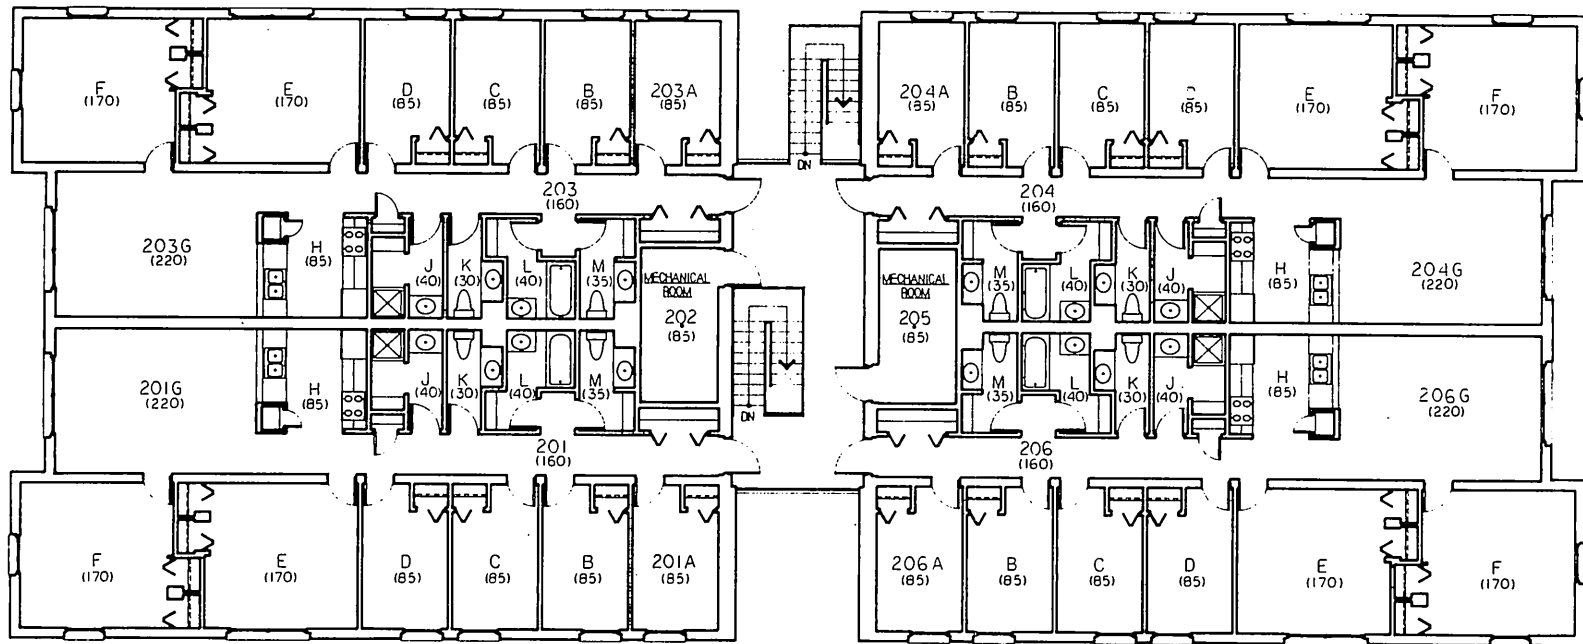 F
(170)
E
(170)
D
(85)
C
(85)
B
(85)
203A
(85)
DN
204A
(85)
B
(85)
C
(85)
(85)
E
(170)
F
(170)
203
(160)
204
(160)
203G
(220)
H
(85)
J
(40)
K
(30)
L
(40)
M
(35)
MECHANICAL
ROOM
202
(85)
MECHANICAL
ROOM
205
(85)
M
(35)
L
(40)
K
(30)
J
(40)
H
(85)
204G
(220)
201G
(220)
H
(85)
J
(40)
K
(30)
L
(40)
M
(35)
DN
M
(35)
L
(40)
K
(30)
J
(40)
H
(85)
206G
(220)
201
(160)
206
(160)
F
(170)
E
(170)
D
(85)
C
(85)
B
(85)
201A
(85)
206A
(85)
B
(85)
C
(85)
D
(85)
E
(170)
F
(170)